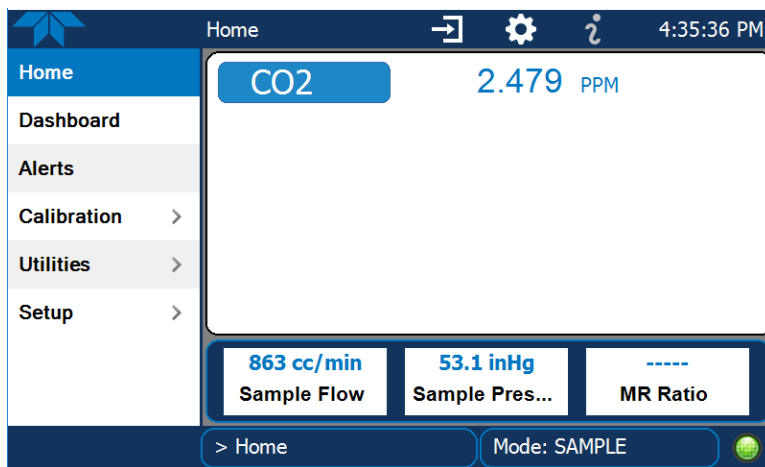 Home
4:35:36 PM
Home
Dashboard
Alerts
Calibration
Utilities
Setup
CO2 2.479 PPM
863 cc/min
Sample Flow
53.1 inHg
Sample Pres...
-----
MR Ratio
> Home
Mode: SAMPLE